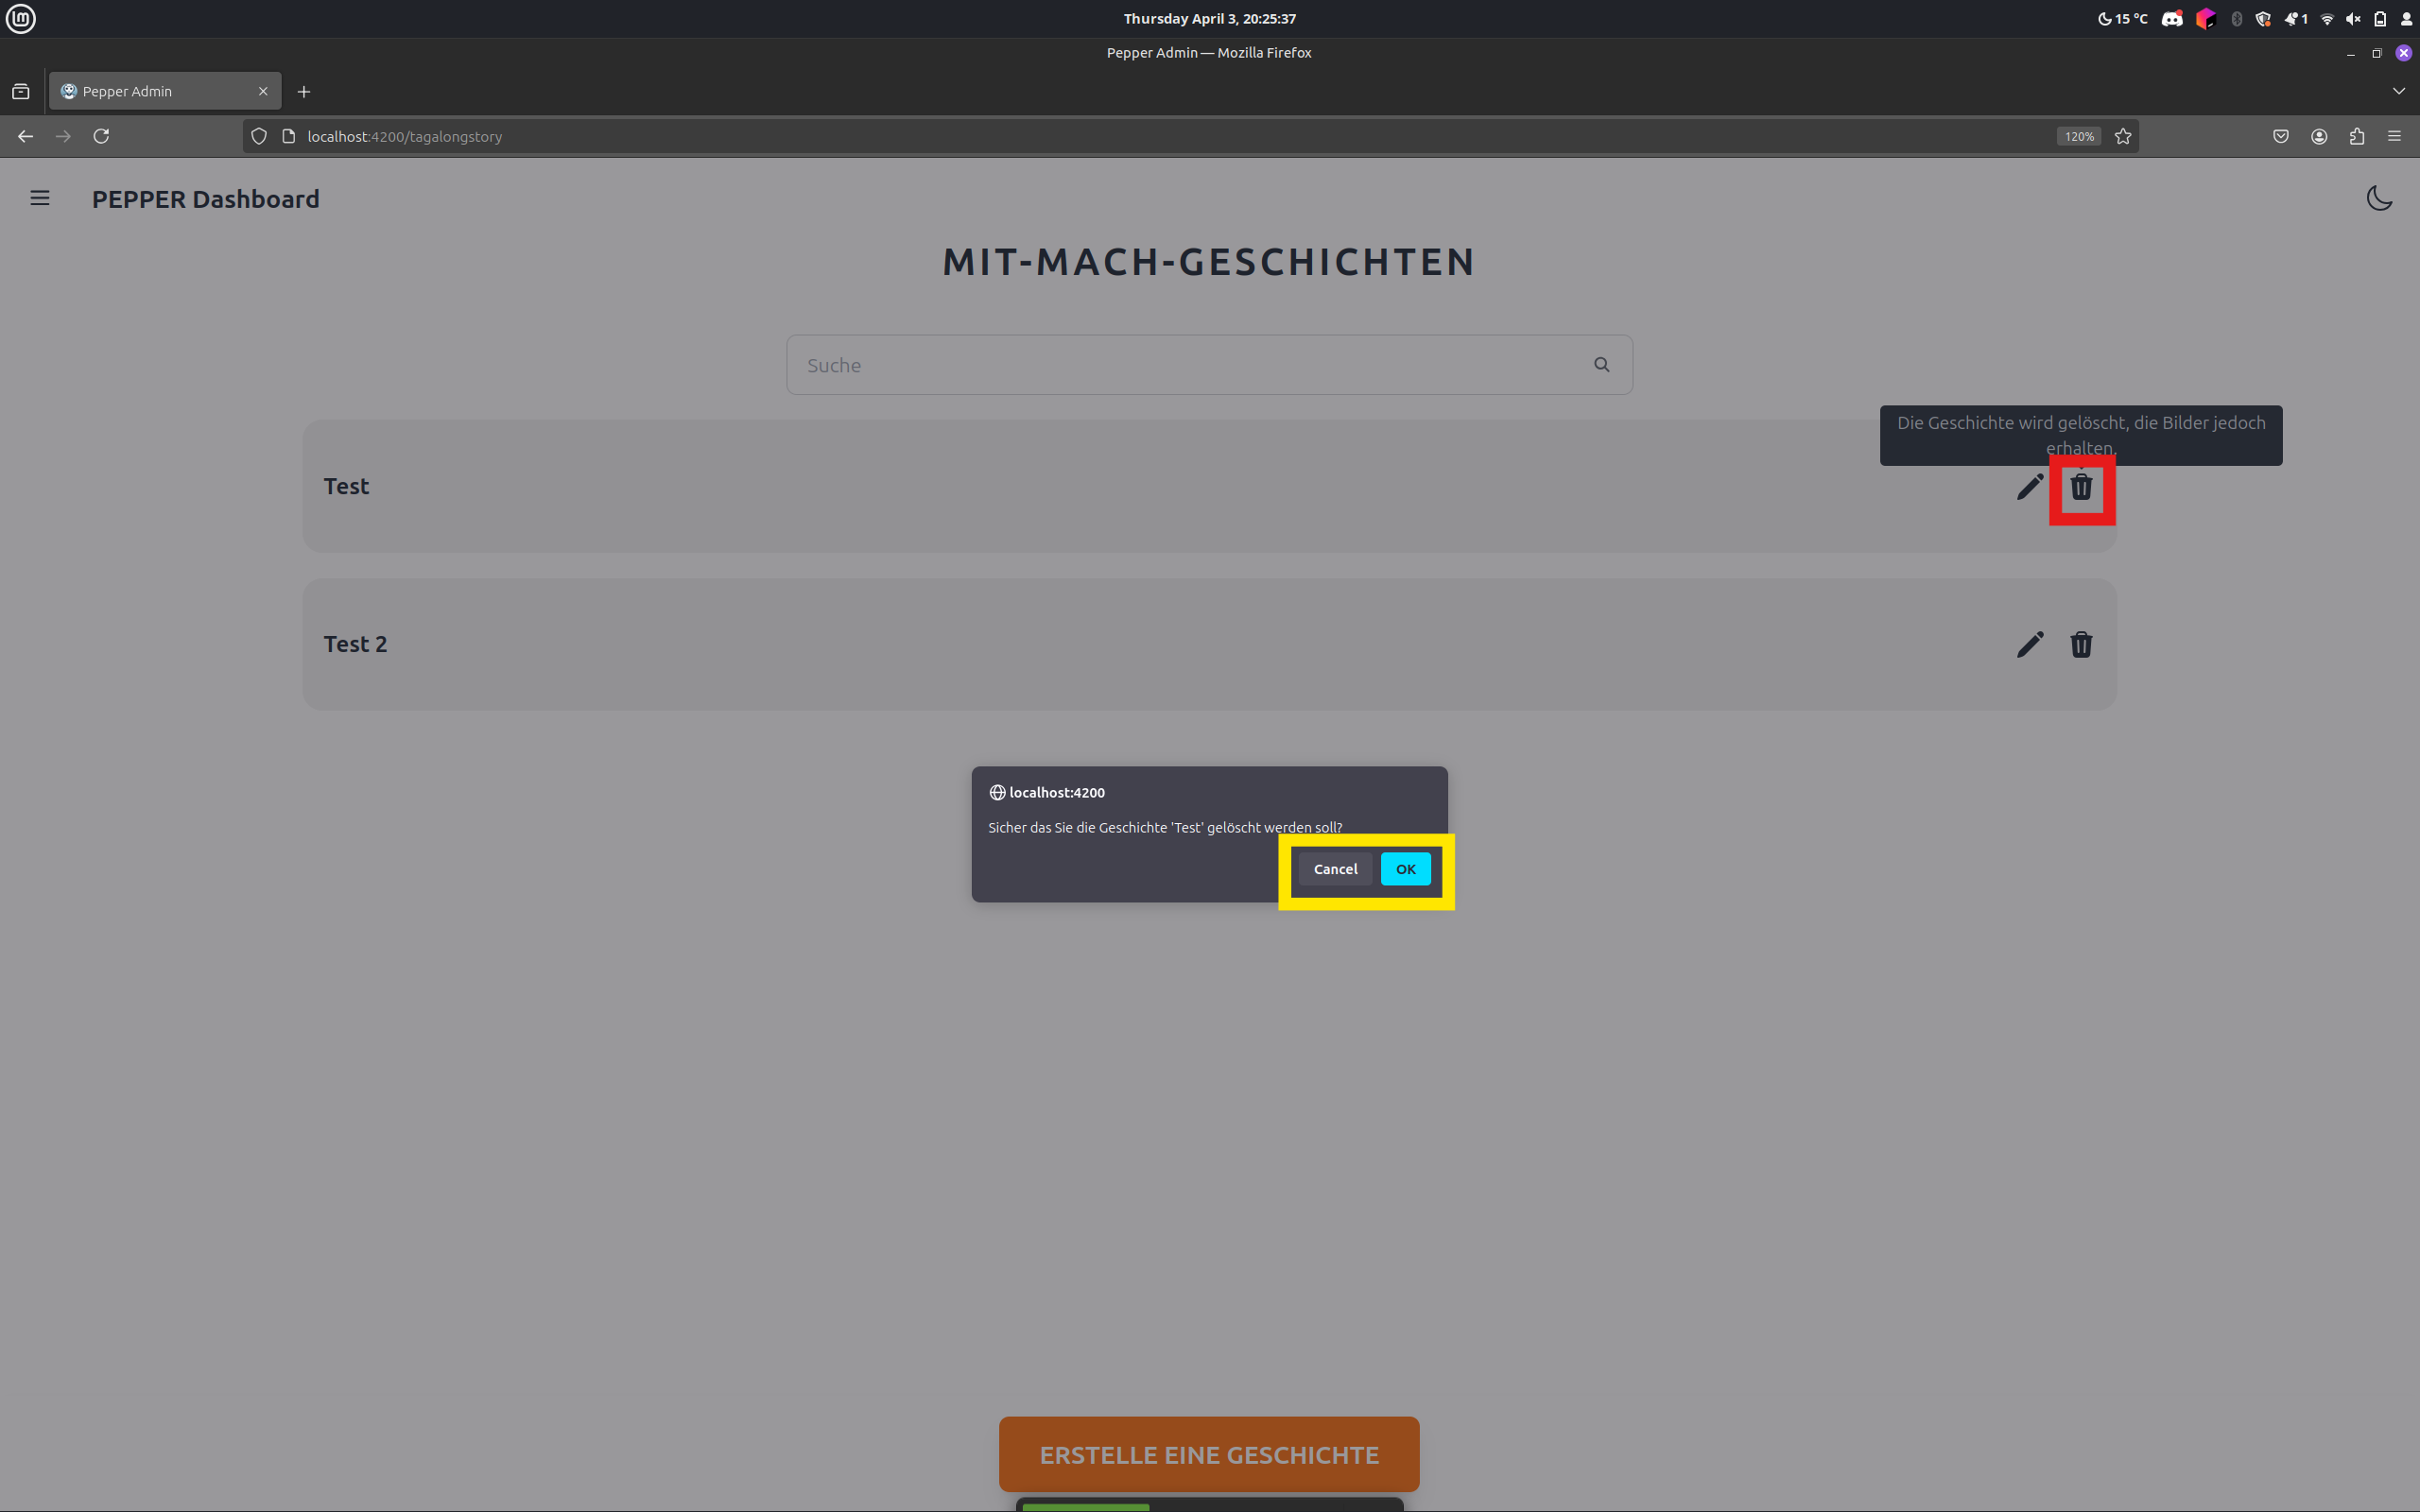 Thursday April 3, 20:25:37
15 °C
1
Pepper Admin — Mozilla Firefox
Pepper Admin
localhost:4200/tagalongstory
120%
PEPPER Dashboard
MIT-MACH-GESCHICHTEN
Suche
Die Geschichte wird gelöscht, die Bilder jedoch
erhalten.
Test
Test 2
localhost:4200
Sicher das Sie die Geschichte 'Test' gelöscht werden soll?
Cancel
OK
ERSTELLE EINE GESCHICHTE